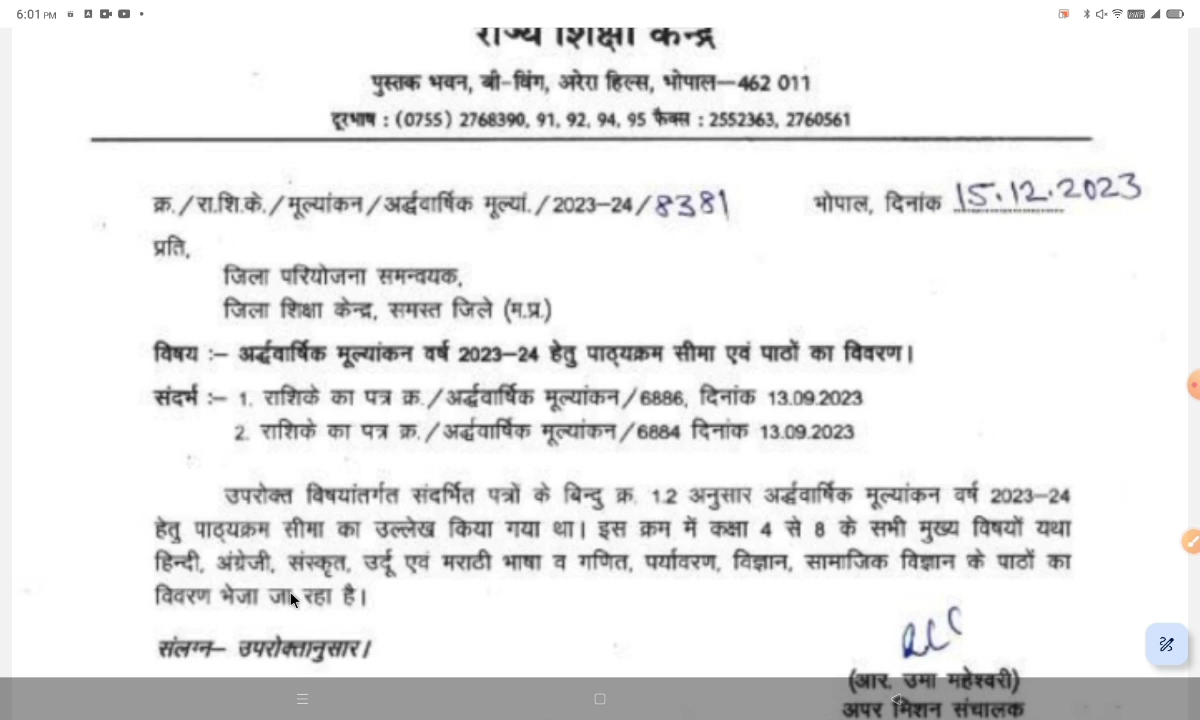 6:01 PM
राज्य शिक्षा केन्द्र
पुस्तक भवन, बी-विंग, अरेरा हिल्स, भोपाल–462 011
दूरभाष : (0755) 2768390, 91, 92, 94, 95 फैक्स : 2552363, 2760561
क्र./रा.शि.के./मूल्यांकन/अर्द्धवार्षिक मूल्यां./2023–24/8381 भोपाल, दिनांक 15.12.2023
प्रति,
जिला परियोजना समन्वयक,
जिला शिक्षा केन्द्र, समस्त जिले (म.प्र.)
विषय :– अर्द्धवार्षिक मूल्यांकन वर्ष 2023–24 हेतु पाठ्यक्रम सीमा एवं पाठों का विवरण।
संदर्भ :– 1. राशिके का पत्र क्र./अर्द्धवार्षिक मूल्यांकन/6886, दिनांक 13.09.2023
2. राशिके का पत्र क्र./अर्द्धवार्षिक मूल्यांकन/6884 दिनांक 13.09.2023
उपरोक्त विषयांतर्गत संदर्भित पत्रों के बिन्दु क्र. 1.2 अनुसार अर्द्धवार्षिक मूल्यांकन वर्ष 2023–24
हेतु पाठ्यक्रम सीमा का उल्लेख किया गया था। इस क्रम में कक्षा 4 से 8 के सभी मुख्य विषयों यथा
हिन्दी, अंग्रेजी, संस्कृत, उर्दू एवं मराठी भाषा व गणित, पर्यावरण, विज्ञान, सामाजिक विज्ञान के पाठों का
विवरण भेजा जा रहा है।
संलग्न– उपरोक्तानुसार।
(आर. उमा महेश्वरी)
अपर मिशन संचालक